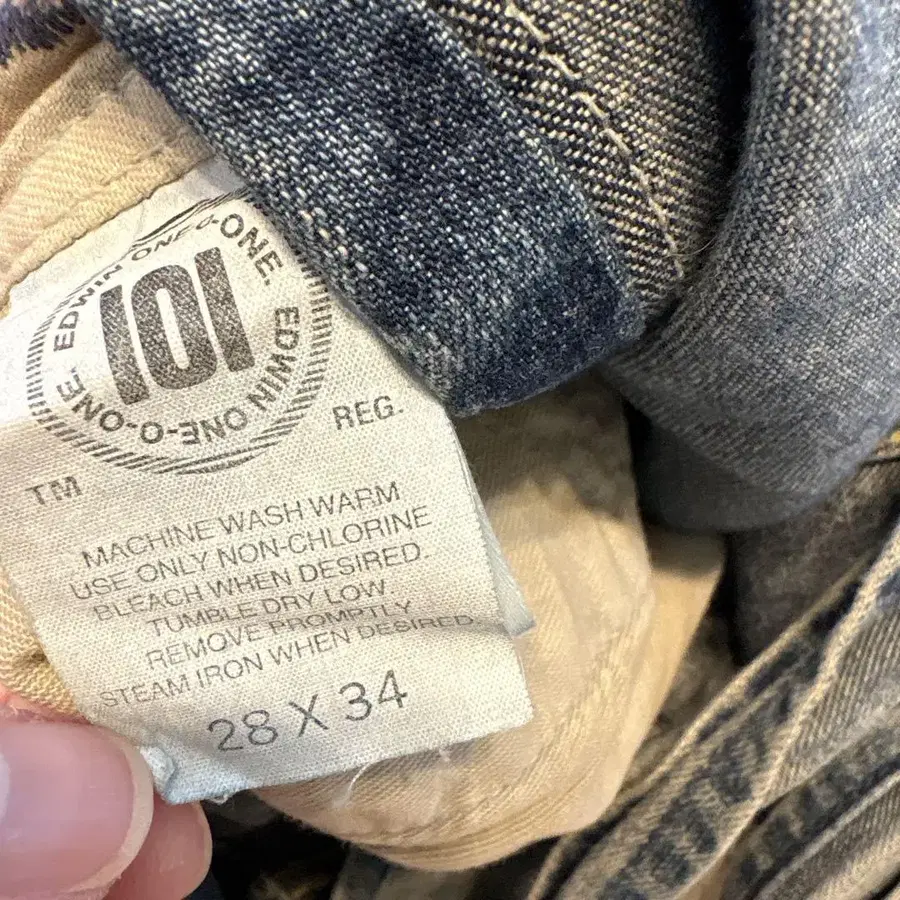 EDWIN ONE-O-ONE. EDWIN ONE-O-ONE.
101
REG.
TM
MACHINE WASH WARM
USE ONLY NON-CHLORINE
BLEACH WHEN DESIRED.
TUMBLE DRY LOW.
REMOVE PROMPTLY
STEAM IRON WHEN DESIRED.
28 X 34